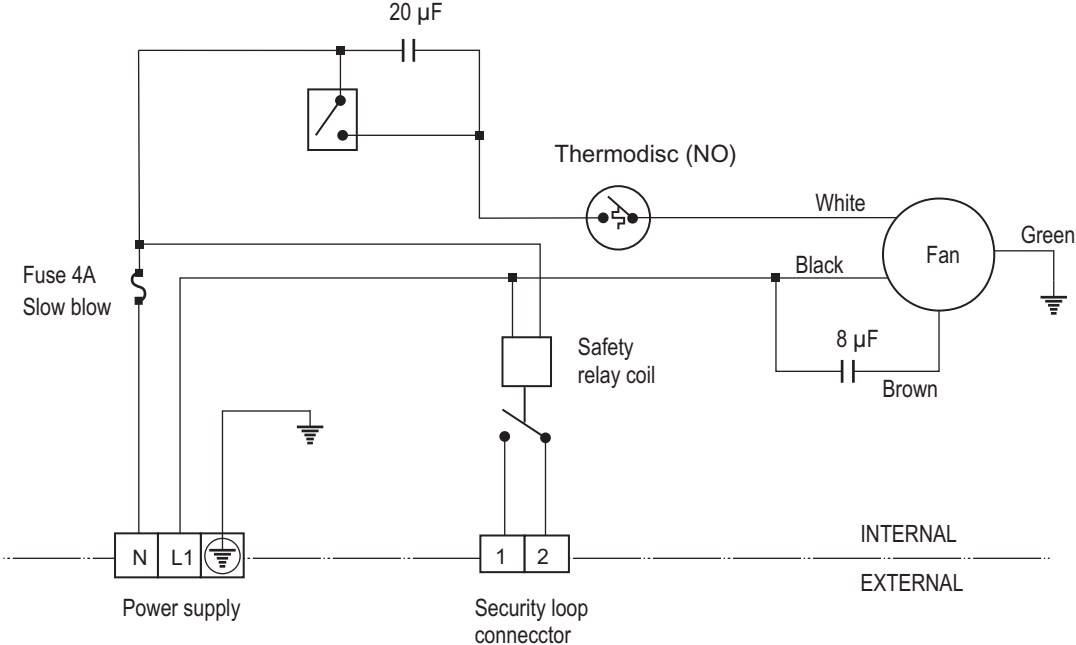 20 µF
Thermodisc (NO)
White
Green
Fan
Black
Fuse 4A
Slow blow
8 µF
Safety
relay coil
Brown
N L1
1 2
INTERNAL
EXTERNAL
Power supply
Security loop
connecctor